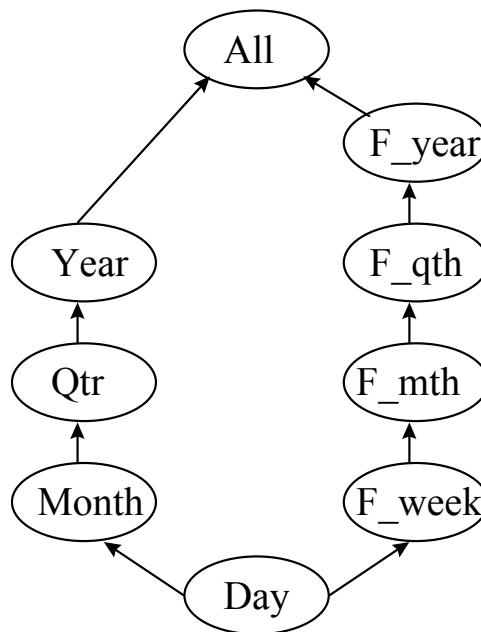 All
F_year
Year
F_qth
Qtr
F_mth
Month
F_week
Day